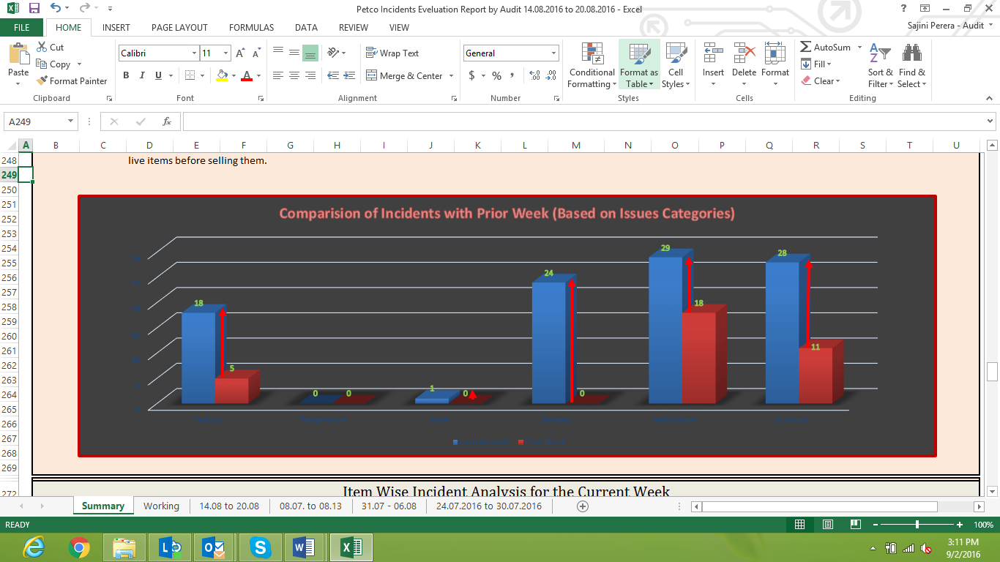 Petco Incidents Eveluation Report by Audit 14.08.2016 to 20.08.2016 - Excel
FILE HOME INSERT PAGE LAYOUT FORMULAS DATA REVIEW VIEW Sajini Perera - Audit
Paste
Cut
Copy
Format Painter
Calibri 11
B I U
Wrap Text
Merge & Center
General
$ % ,
Conditional Formatting
Format as Table
Cell Styles
Insert Delete Format
AutoSum
Fill
Clear
Sort & Filter
Find & Select
Clipboard Font Alignment Number Styles Cells Editing
A249 fx
A B C D E F G H I J K L M N O P Q R S T U
248 live items before selling them.
249
250
251
252
253
254
255
256
257
258
259
260
261
262
263
264
265
266
267
268
269
272
Comparision of Incidents with Prior Week (Based on Issues Categories)
18 5 0 0 1 0 24 0 29 18 28 11
Item Wise Incident Analysis for the Current Week
Summary Working 14.08 to 20.08 08.07. to 08.13 31.07 - 06.08 24.07.2016 to 30.07.2016
READY 100%
3:11 PM
9/2/2016